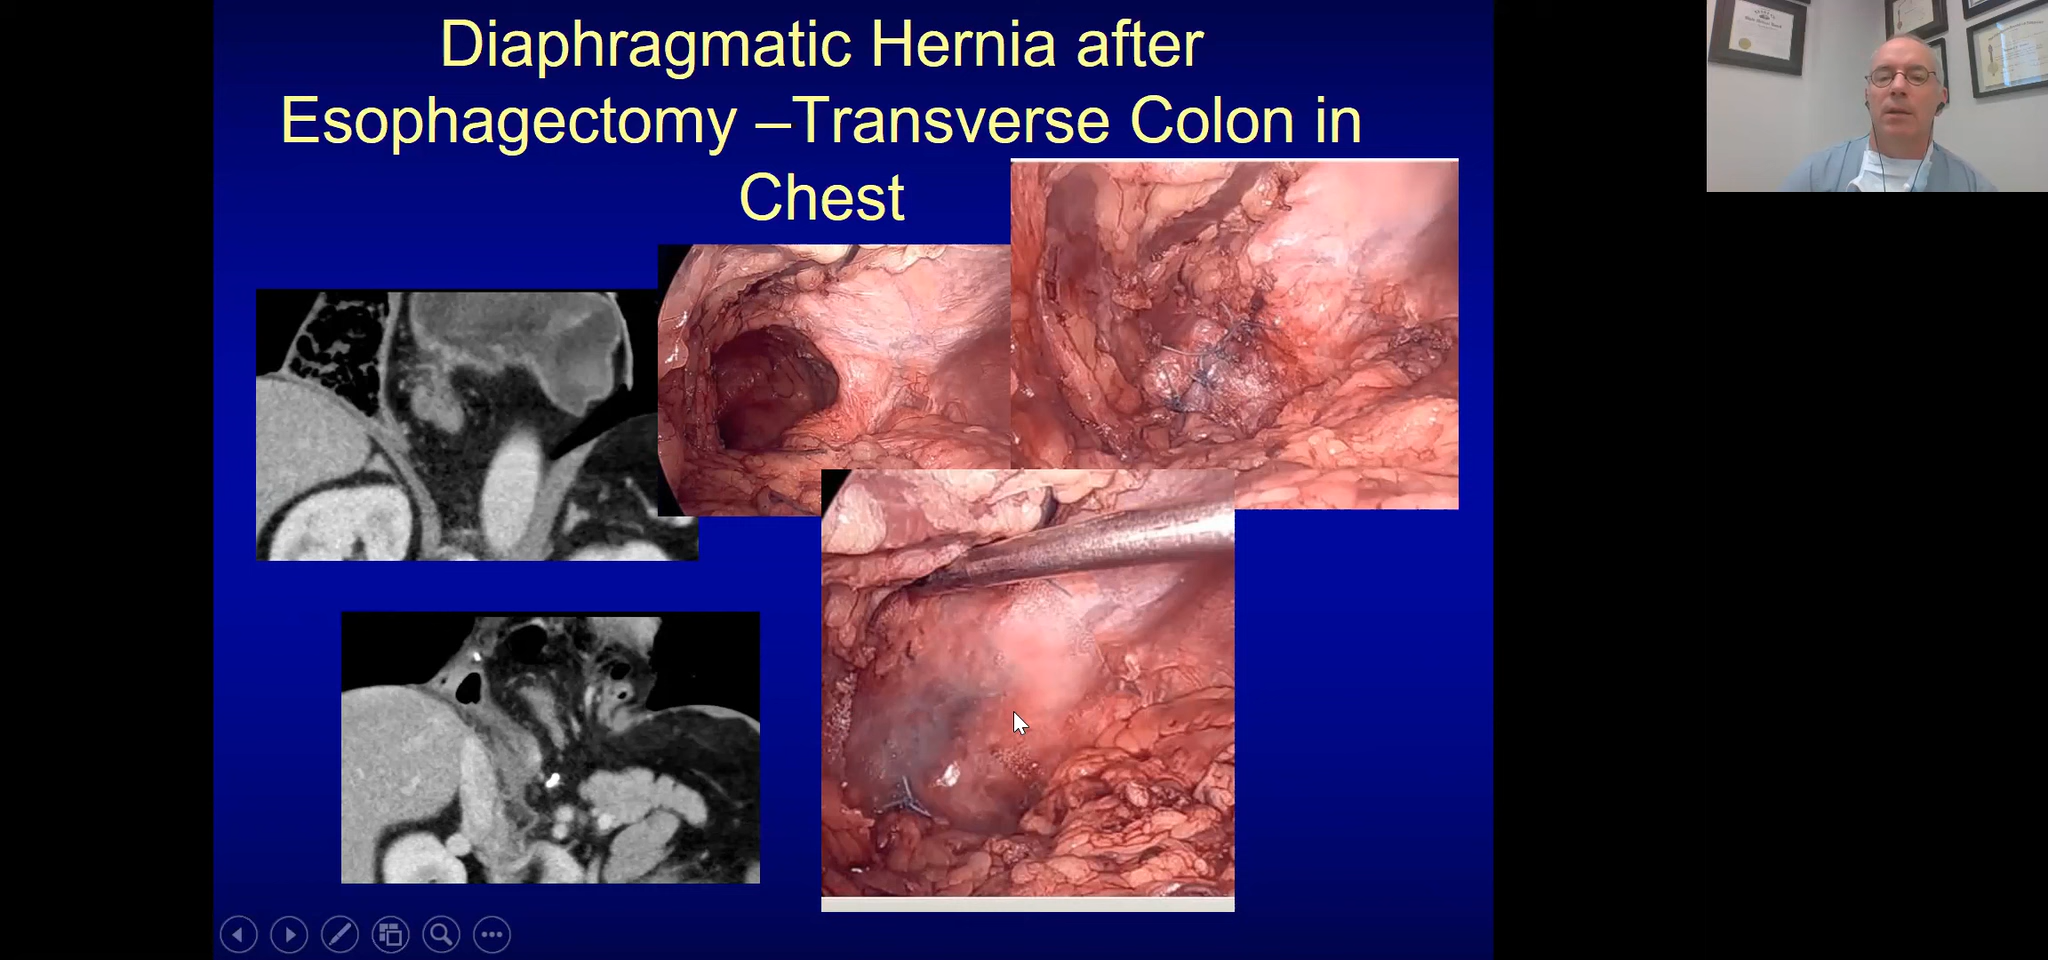 Diaphragmatic Hernia after
Esophagectomy –Transverse Colon in
Chest